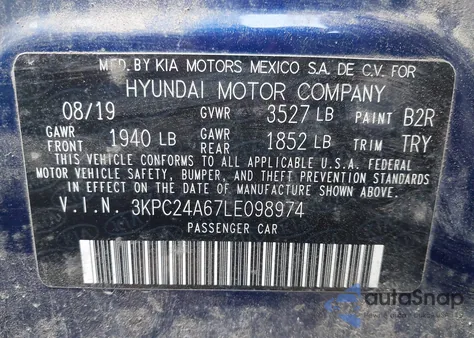 MFD. BY KIA MOTORS MEXICO S.A. DE C.V. FOR
HYUNDAI MOTOR COMPANY
08/19 GVWR 3527 LB PAINT B2R
GAWR FRONT 1940 LB GAWR REAR 1852 LB TRIM TRY
THIS VEHICLE CONFORMS TO ALL APPLICABLE U.S.A. FEDERAL
MOTOR VEHICLE SAFETY, BUMPER, AND THEFT PREVENTION STANDARDS
IN EFFECT ON THE DATE OF MANUFACTURE SHOWN ABOVE.
V.I.N. 3KPC24A67LE098974
PASSENGER CAR
autoSnap